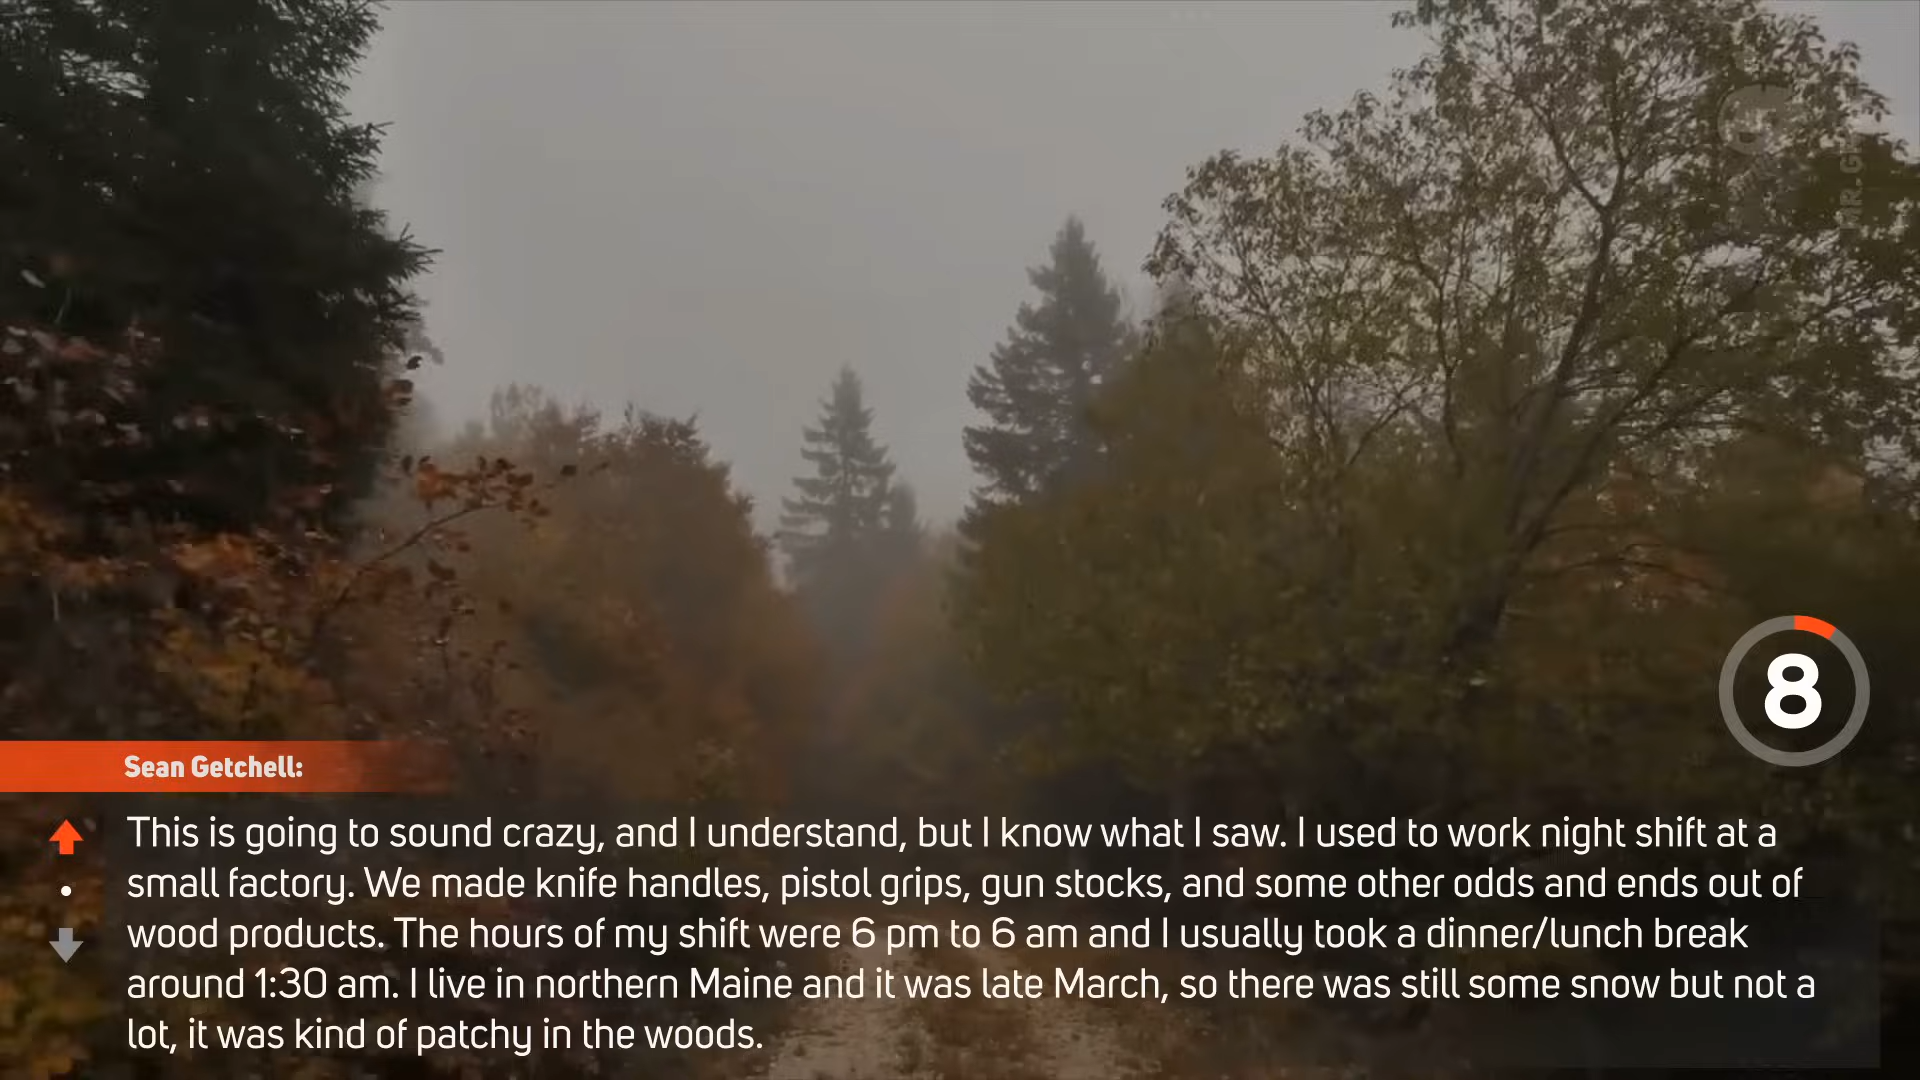 MR.GR
8
Sean Getchell:
This is going to sound crazy, and I understand, but I know what I saw. I used to work night shift at a
small factory. We made knife handles, pistol grips, gun stocks, and some other odds and ends out of
wood products. The hours of my shift were 6 pm to 6 am and I usually took a dinner/lunch break
around 1:30 am. I live in northern Maine and it was late March, so there was still some snow but not a
lot, it was kind of patchy in the woods.